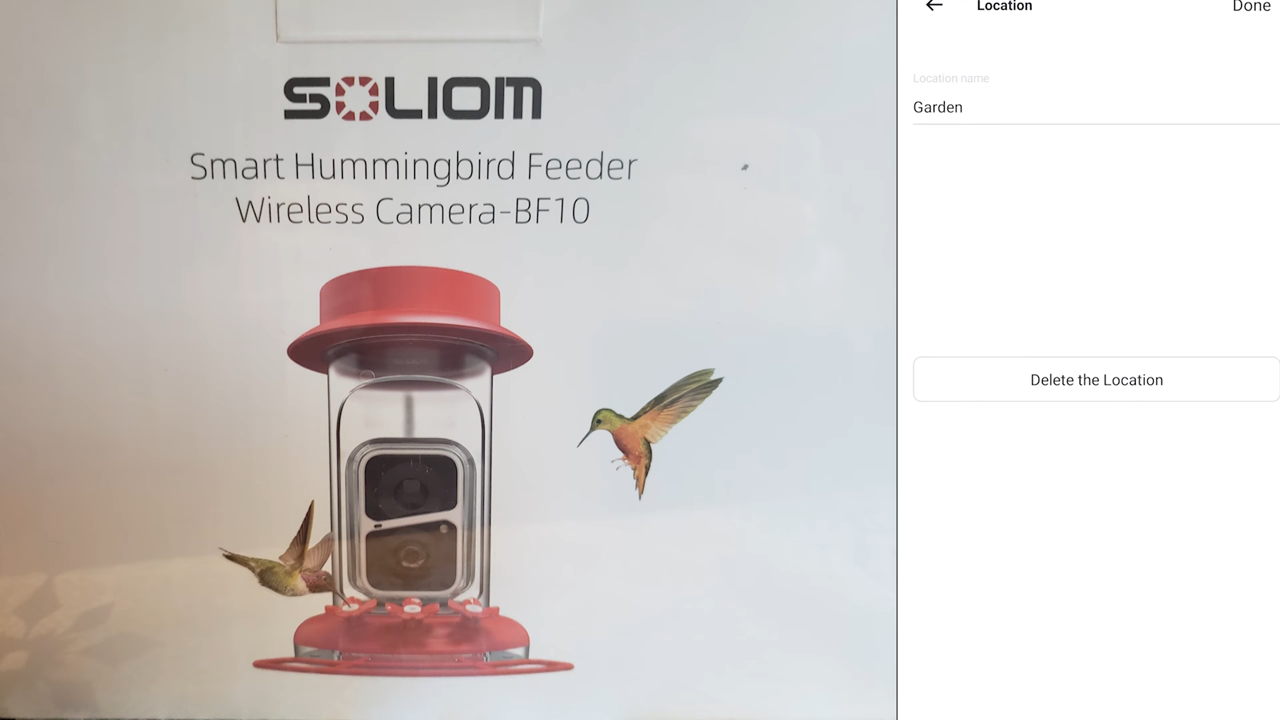 SOLIOM
Smart Hummingbird Feeder
Wireless Camera-BF10
Location
Done
Location name
Garden
Delete the Location